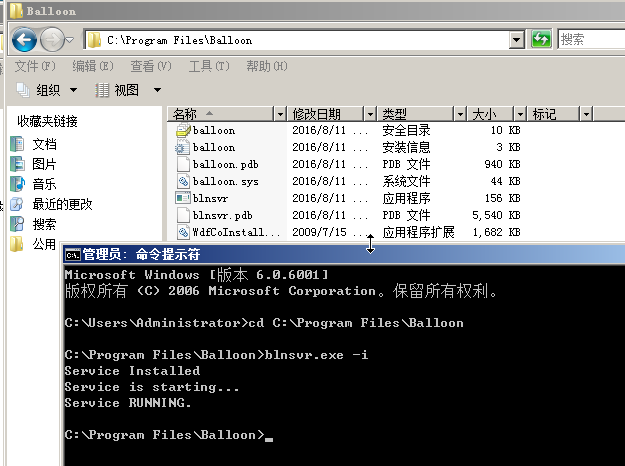 Balloon
C:\Program Files\Balloon
搜索
文件(F) 编辑(E) 查看(V) 工具(T) 帮助(H)
组织 视图
收藏夹链接
文档
图片
音乐
最近的更改
搜索
公用
名称 修改日期 类型 大小 标记
balloon 2016/8/11 ... 安全目录 10 KB
balloon 2016/8/11 ... 安装信息 3 KB
balloon.pdb 2016/8/11 ... PDB 文件 940 KB
balloon.sys 2016/8/11 ... 系统文件 44 KB
blnsvr 2016/8/11 ... 应用程序 156 KB
blnsvr.pdb 2016/8/11 ... PDB 文件 5,540 KB
WdfCoInstall... 2009/7/15 ... 应用程序扩展 1,682 KB
管理员: 命令提示符
Microsoft Windows [版本 6.0.6001]
版权所有 (C) 2006 Microsoft Corporation。保留所有权利。
C:\Users\Administrator>cd C:\Program Files\Balloon
C:\Program Files\Balloon>blnsvr.exe -i
Service Installed
Service is starting...
Service RUNNING.
C:\Program Files\Balloon>_